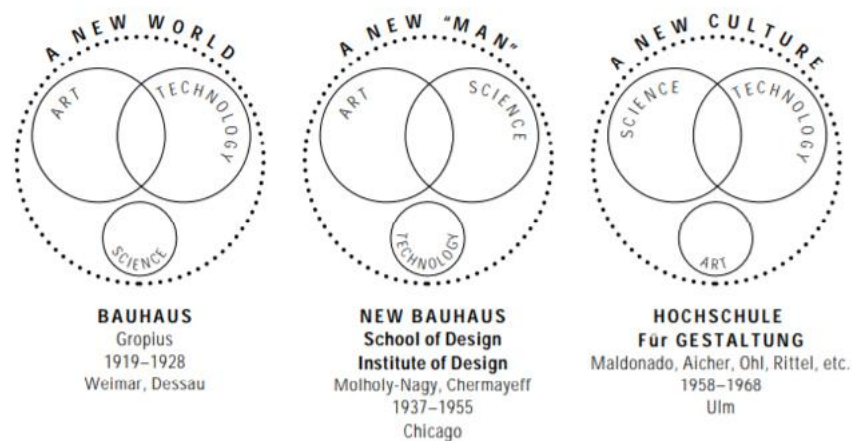 A NEW WORLD
ART
TECHNOLOGY
SCIENCE
BAUHAUS
Gropius
1919–1928
Weimar, Dessau
A NEW "MAN"
ART
SCIENCE
TECHNOLOGY
NEW BAUHAUS
School of Design
Institute of Design
Molholy-Nagy, Chermayeff
1937–1955
Chicago
A NEW CULTURE
SCIENCE
TECHNOLOGY
ART
HOCHSCHULE
Für GESTALTUNG
Maldonado, Aicher, Ohl, Rittel, etc.
1958–1968
Ulm